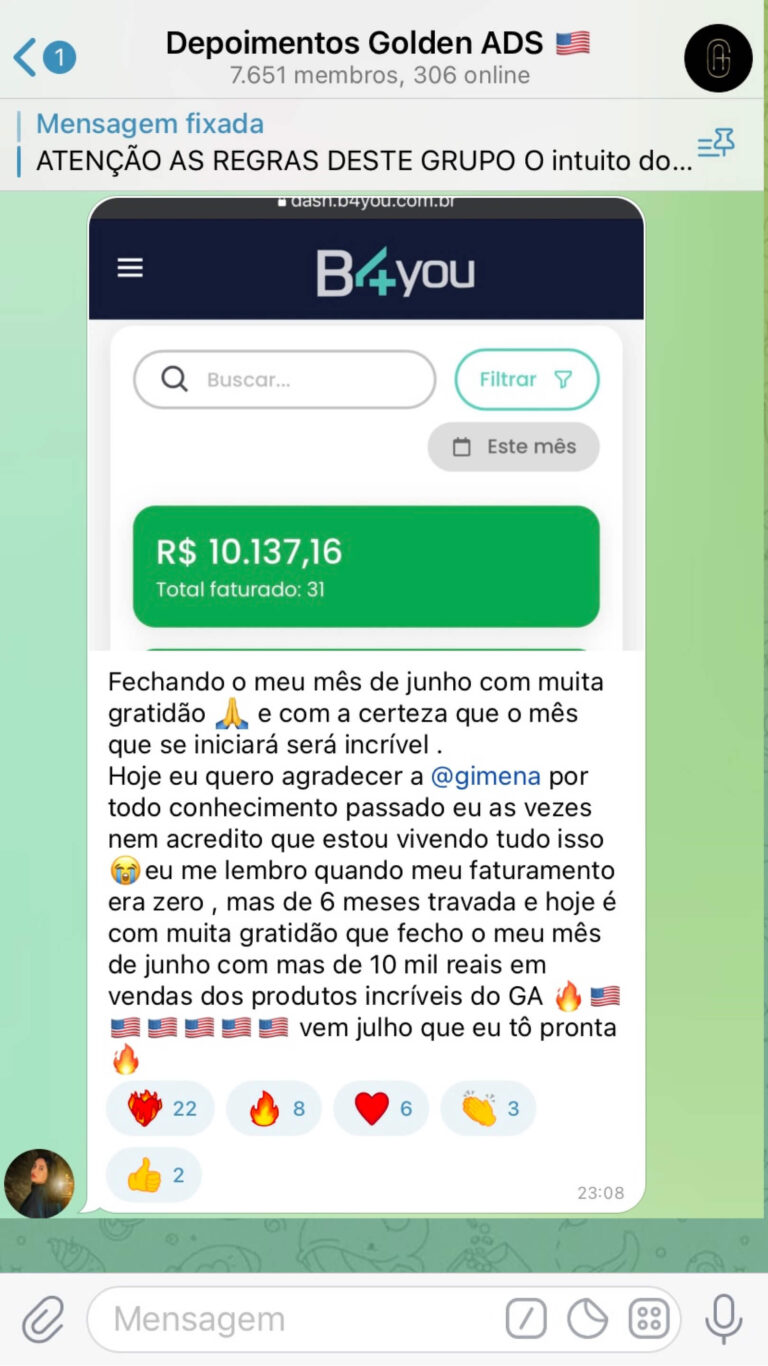 1
Depoimentos Golden ADS 🇺🇸
7.651 membros, 306 online
Mensagem fixada
ATENÇÃO AS REGRAS DESTE GRUPO O intuito do...
dash.b4you.com.br
B4you
Buscar...
Filtrar
Este mês
R$ 10.137,16
Total faturado: 31
Fechando o meu mês de junho com muita
gratidão 🙏 e com a certeza que o mês
que se iniciará será incrível .
Hoje eu quero agradecer a @gimena por
todo conhecimento passado eu as vezes
nem acredito que estou vivendo tudo isso
😭 eu me lembro quando meu faturamento
era zero , mas de 6 meses travada e hoje é
com muita gratidão que fecho o meu mês
de junho com mas de 10 mil reais em
vendas dos produtos incríveis do GA 🔥 🇺🇸
🇺🇸 🇺🇸 🇺🇸 🇺🇸 🇺🇸 vem julho que eu tô pronta
🔥
❤️‍🔥 22 🔥 8 ❤️ 6 👏 3
👍 2
23:08
Mensagem